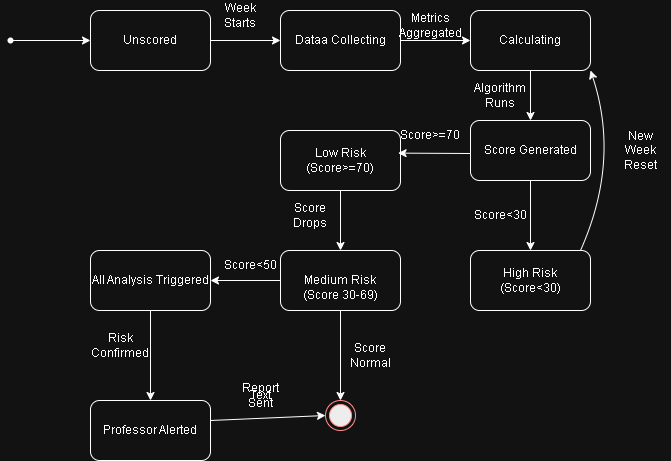 Week
Starts
Metrics
Aggregated
Unscored
Dataa Collecting
Calculating
Algorithm
Runs
Score>=70
New
Week
Reset
Low Risk
(Score>=70)
Score Generated
Score
Drops
Score<30
Score<50
All Analysis Triggered
Medium Risk
(Score 30-69)
High Risk
(Score<30)
Risk
Confirmed
Score
Normal
Report
Text
Sent
Professor Alerted